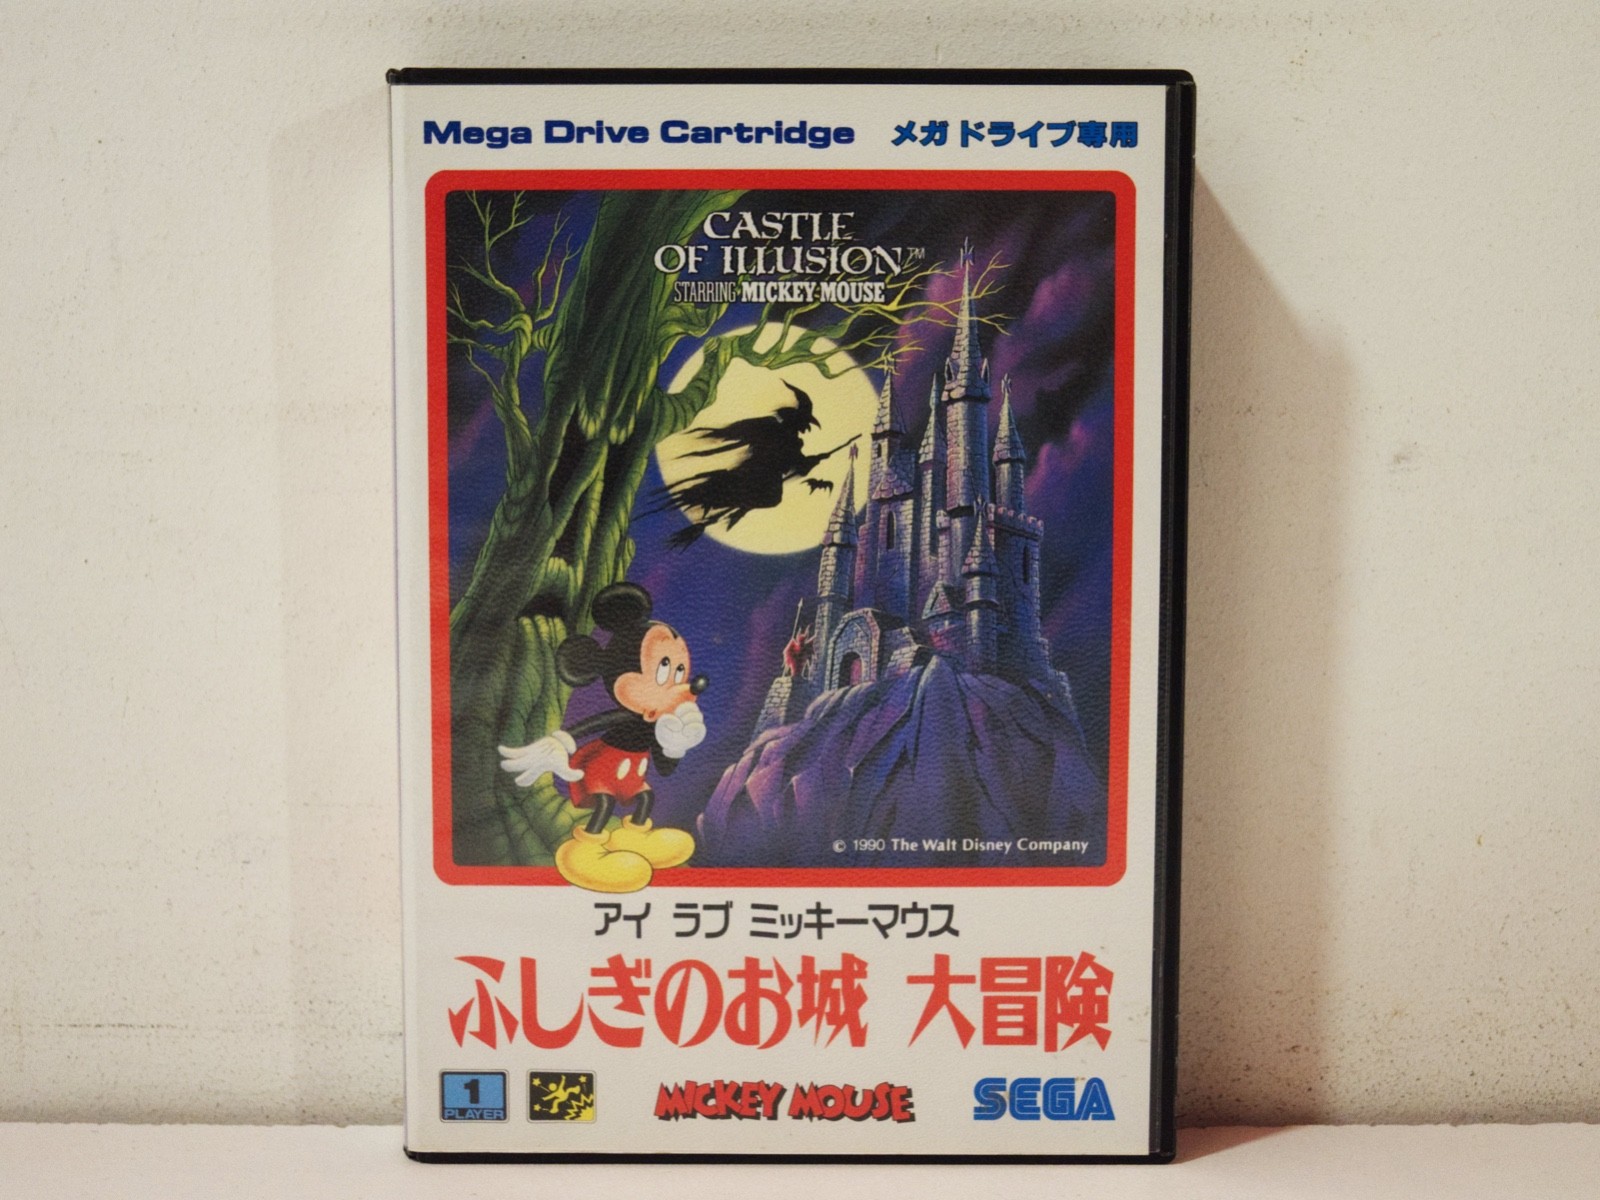 Mega Drive Cartridge メガドライブ専用
CASTLE
OF ILLUSION™
STARRING MICKEY MOUSE
© 1990 The Walt Disney Company
アイ ラブ ミッキーマウス
ふしぎのお城 大冒険
1
PLAYER
MICKEY MOUSE
SEGA